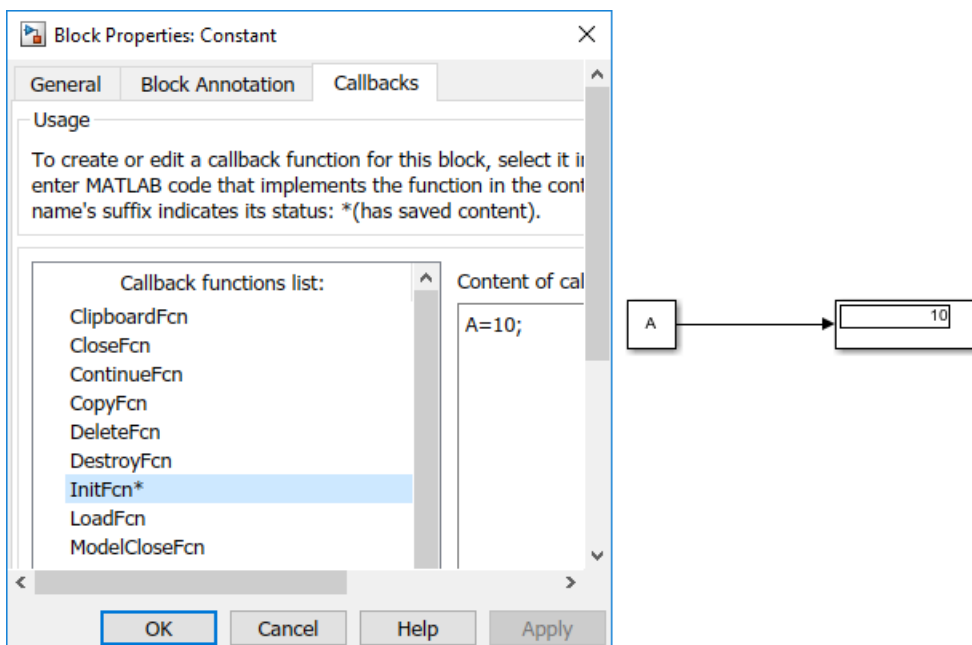 Block Properties: Constant
General Block Annotation Callbacks
Usage
To create or edit a callback function for this block, select it
enter MATLAB code that implements the function in the
name's suffix indicates its status: *(has saved content).
Callback functions list:
ClipboardFcn
CloseFcn
ContinueFcn
CopyFcn
DeleteFcn
DestroyFcn
InitFcn*
LoadFcn
ModelCloseFcn
Content of
A=10;
OK Cancel Help Apply
A
10